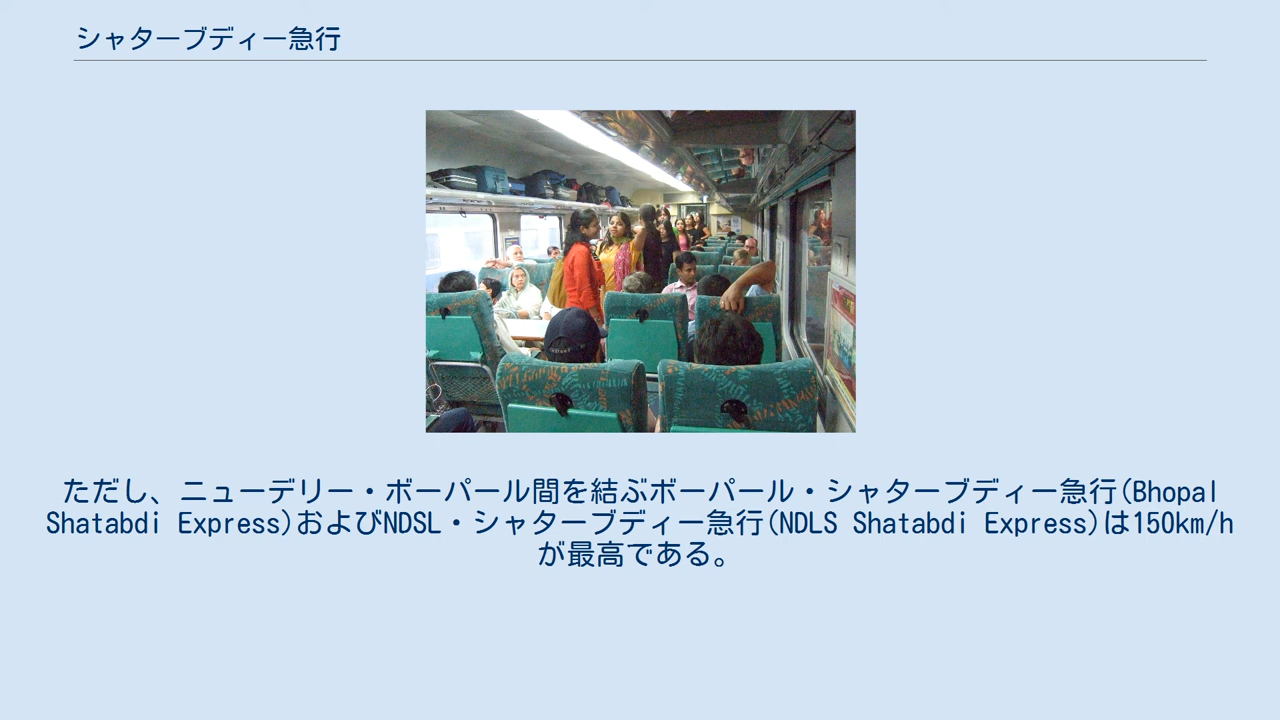 シャターブディー急行
ただし、ニューデリー・ボーパール間を結ぶボーパール・シャターブディー急行(Bhopal
Shatabdi Express)およびNDSL・シャターブディー急行(NDLS Shatabdi Express)は150km/h
が最高である。